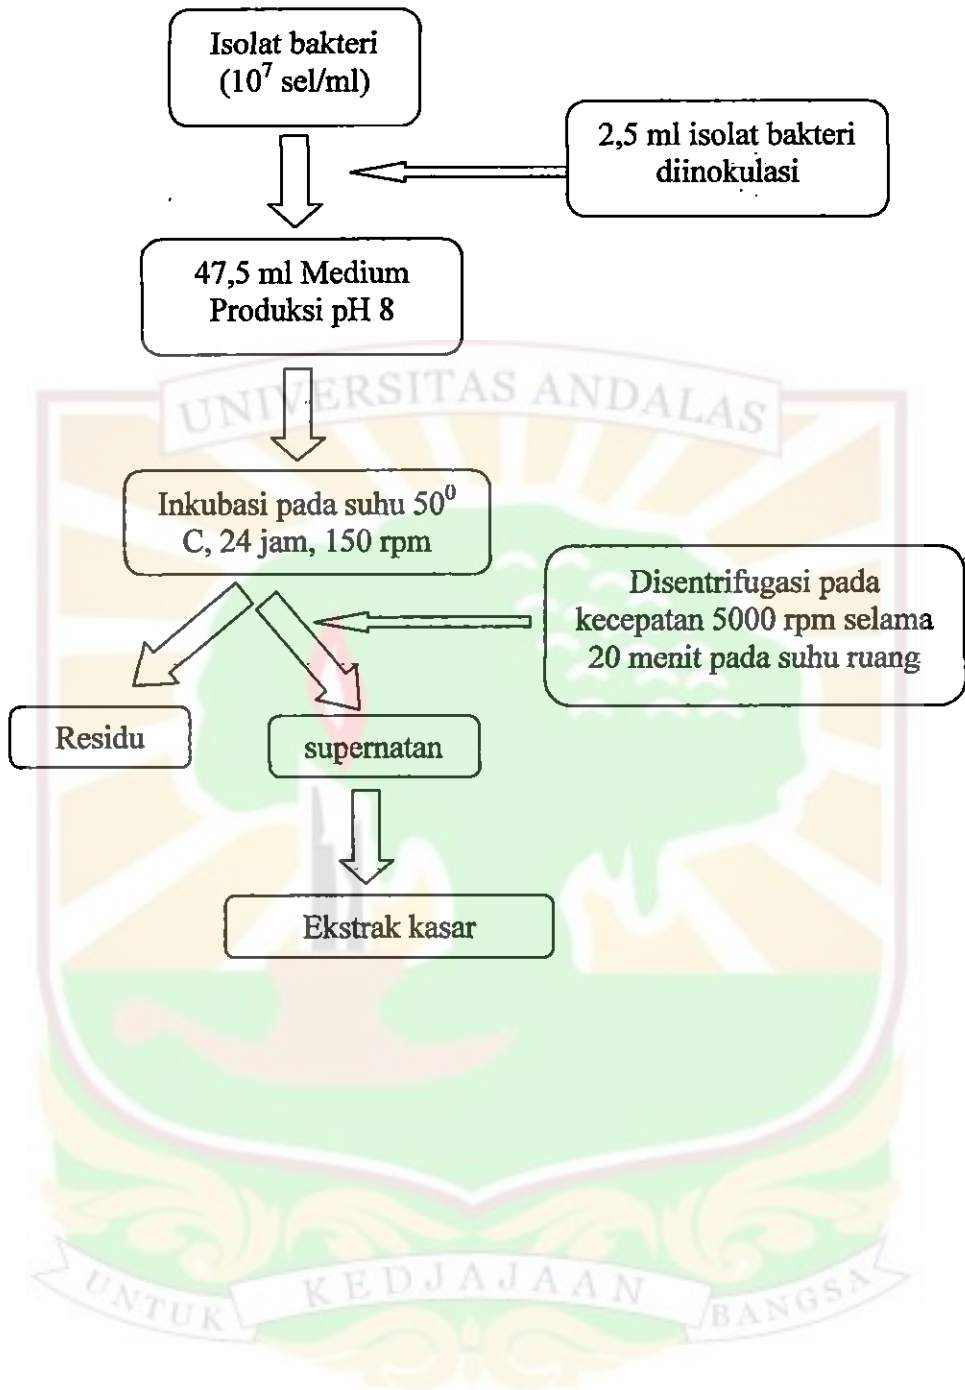 Isolat bakteri
(10⁷ sel/ml)
2,5 ml isolat bakteri
diinokulasi
47,5 ml Medium
Produksi pH 8
UNIVERSITAS ANDALAS
Inkubasi pada suhu 50⁰
C, 24 jam, 150 rpm
Disentrifugasi pada
kecepatan 5000 rpm selama
20 menit pada suhu ruang
Residu
supernatan
Ekstrak kasar
UNTUK KEDJAJAAN BANGSA